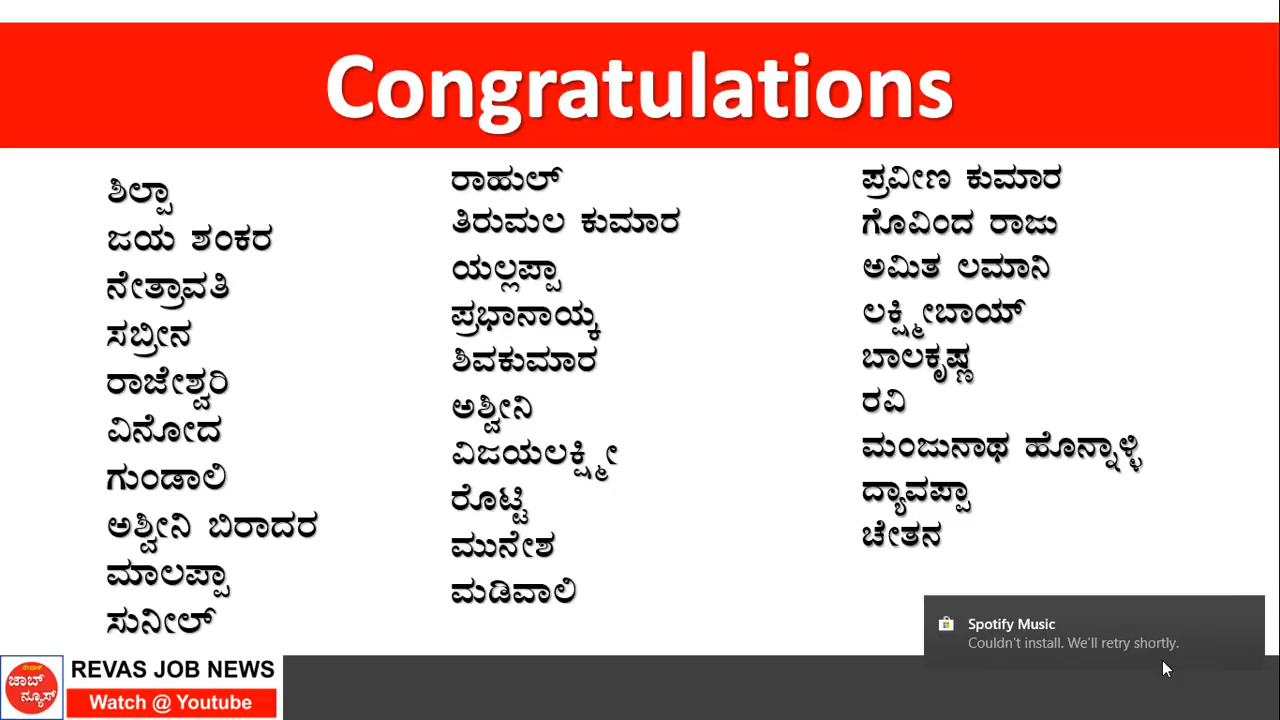 Congratulations
ಶಿಲ್ಪಾ
ಜಯ ಶಂಕರ
ನೇತ್ರಾವತಿ
ಸಬ್ರೀನ
ರಾಜೇಶ್ವರಿ
ವಿನೋದ
ಗುಂಡಾಲಿ
ಅಶ್ವೀನಿ ಬಿರಾದರ
ಮಾಲಪ್ಪಾ
ಸುನೀಲ್
ರಾಹುಲ್
ತಿರುಮಲ ಕುಮಾರ
ಯಲ್ಲಪ್ಪಾ
ಪ್ರಭಾನಾಯ್ಕ
ಶಿವಕುಮಾರ
ಅಶ್ವೀನಿ
ವಿಜಯಲಕ್ಷ್ಮೀ
ರೊಟ್ಟಿ
ಮುನೇಶ
ಮಡಿವಾಲಿ
ಪ್ರವೀಣ ಕುಮಾರ
ಗೊವಿಂದ ರಾಜು
ಅಮಿತ ಲಮಾನಿ
ಲಕ್ಷ್ಮೀಬಾಯ್
ಬಾಲಕೃಷ್ಣ
ರವಿ
ಮಂಜುನಾಥ ಹೊನ್ನಾಳ್ಳಿ
ದ್ಯಾವಪ್ಪಾ
ಚೇತನ
Spotify Music
Couldn't install. We'll retry shortly.
ರೇವಾಸ್
ಜಾಬ್
ನ್ಯೂಸ್
REVAS JOB NEWS
Watch @ Youtube